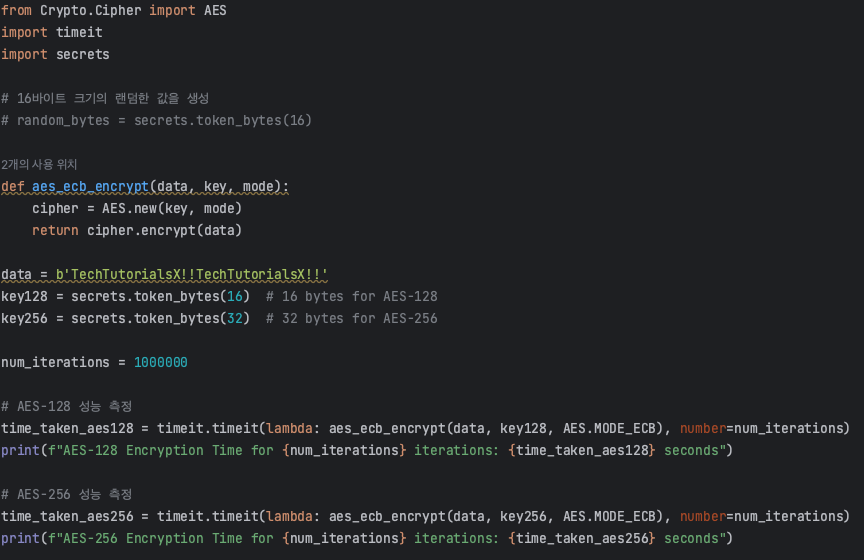 from Crypto.Cipher import AES
import timeit
import secrets
# 16바이트 크기의 랜덤한 값을 생성
# random_bytes = secrets.token_bytes(16)
2개의 사용 위치
def aes_ecb_encrypt(data, key, mode):
    cipher = AES.new(key, mode)
    return cipher.encrypt(data)
data = b'TechTutorialsX!!TechTutorialsX!!'
key128 = secrets.token_bytes(16)  # 16 bytes for AES-128
key256 = secrets.token_bytes(32)  # 32 bytes for AES-256
num_iterations = 1000000
# AES-128 성능 측정
time_taken_aes128 = timeit.timeit(lambda: aes_ecb_encrypt(data, key128, AES.MODE_ECB), number=num_iterations)
print(f"AES-128 Encryption Time for {num_iterations} iterations: {time_taken_aes128} seconds")
# AES-256 성능 측정
time_taken_aes256 = timeit.timeit(lambda: aes_ecb_encrypt(data, key256, AES.MODE_ECB), number=num_iterations)
print(f"AES-256 Encryption Time for {num_iterations} iterations: {time_taken_aes256} seconds")